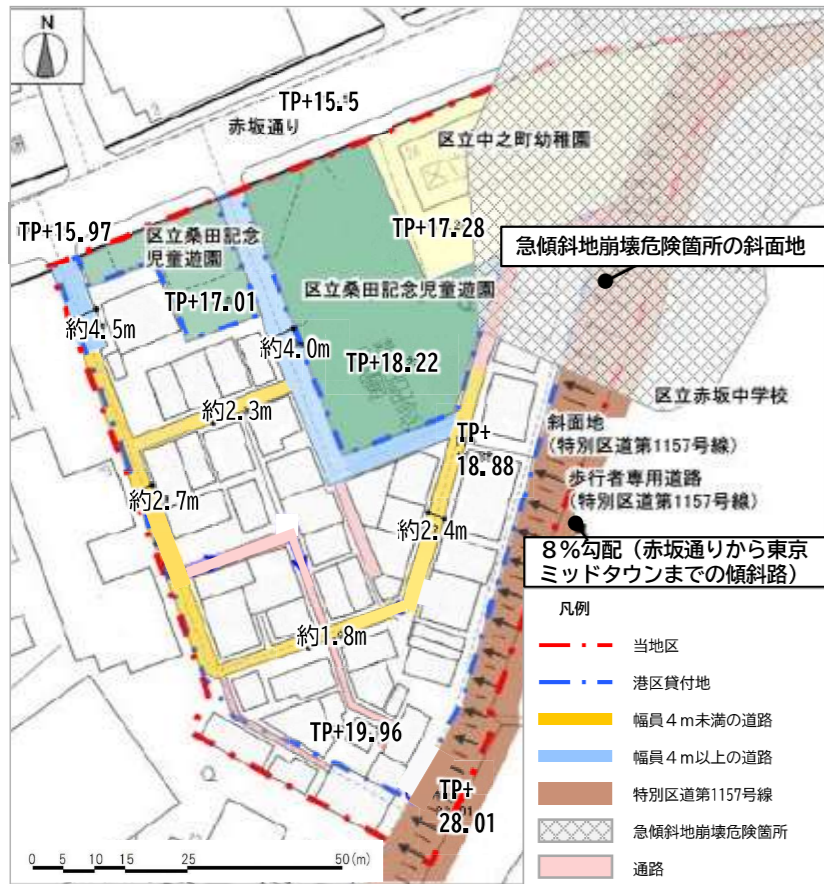 N
TP+15.5
赤坂通り
区立中之町幼稚園
TP+15.97
区立桑田記念
児童遊園
TP+17.28
急傾斜地崩壊危険箇所の斜面地
TP+17.01
区立桑田記念児童遊園
約4.5m
約4.0m
TP+18.22
区立赤坂中学校
約2.3m
斜面地
(特別区道第1157号線)
TP+
18.88
歩行者専用道路
(特別区道第1157号線)
約2.7m
約2.4m
8%勾配(赤坂通りから東京
ミッドタウンまでの傾斜路)
約1.8m
TP+19.96
TP+
28.01
凡例
当地区
港区貸付地
幅員4m未満の道路
幅員4m以上の道路
特別区道第1157号線
急傾斜地崩壊危険箇所
通路
0 5 10 15 25 50(m)